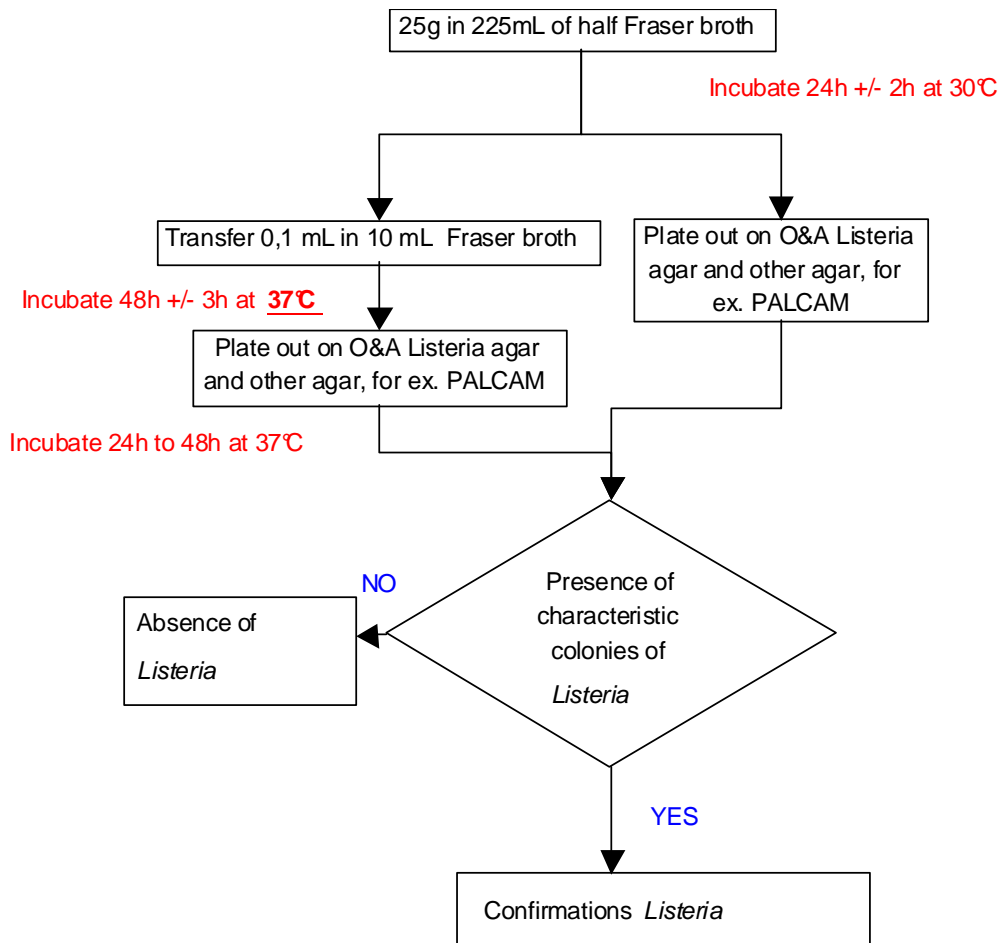 25g in 225mL of half Fraser broth
Incubate 24h +/- 2h at 30°C
Transfer 0,1 mL in 10 mL Fraser broth
Plate out on O&A Listeria
agar and other agar, for
ex. PALCAM
Incubate 48h +/- 3h at 37°C
Plate out on O&A Listeria agar
and other agar, for ex. PALCAM
Incubate 24h to 48h at 37°C
Presence of
characteristic
colonies of
Listeria
NO
Absence of
Listeria
YES
Confirmations Listeria